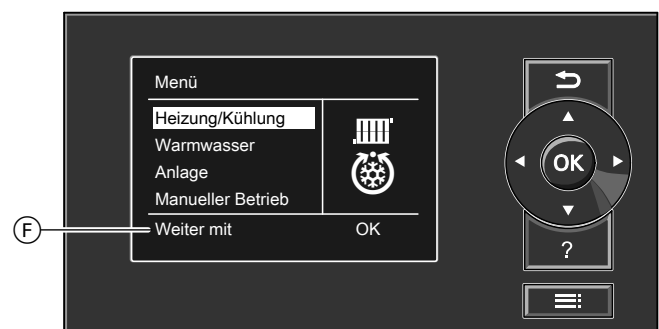 Menü
Heizung/Kühlung
Warmwasser
Anlage
Manueller Betrieb
Weiter mit OK
F
OK
?